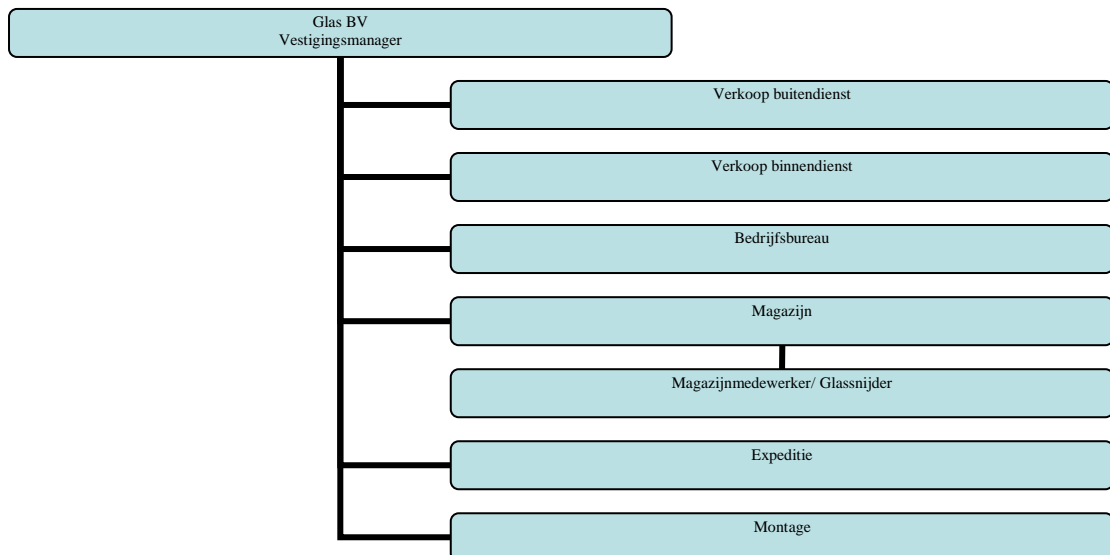 Glas BV
Vestigingsmanager
Verkoop buitendienst
Verkoop binnendienst
Bedrijfsbureau
Magazijn
Magazijnmedewerker/ Glassnijder
Expeditie
Montage